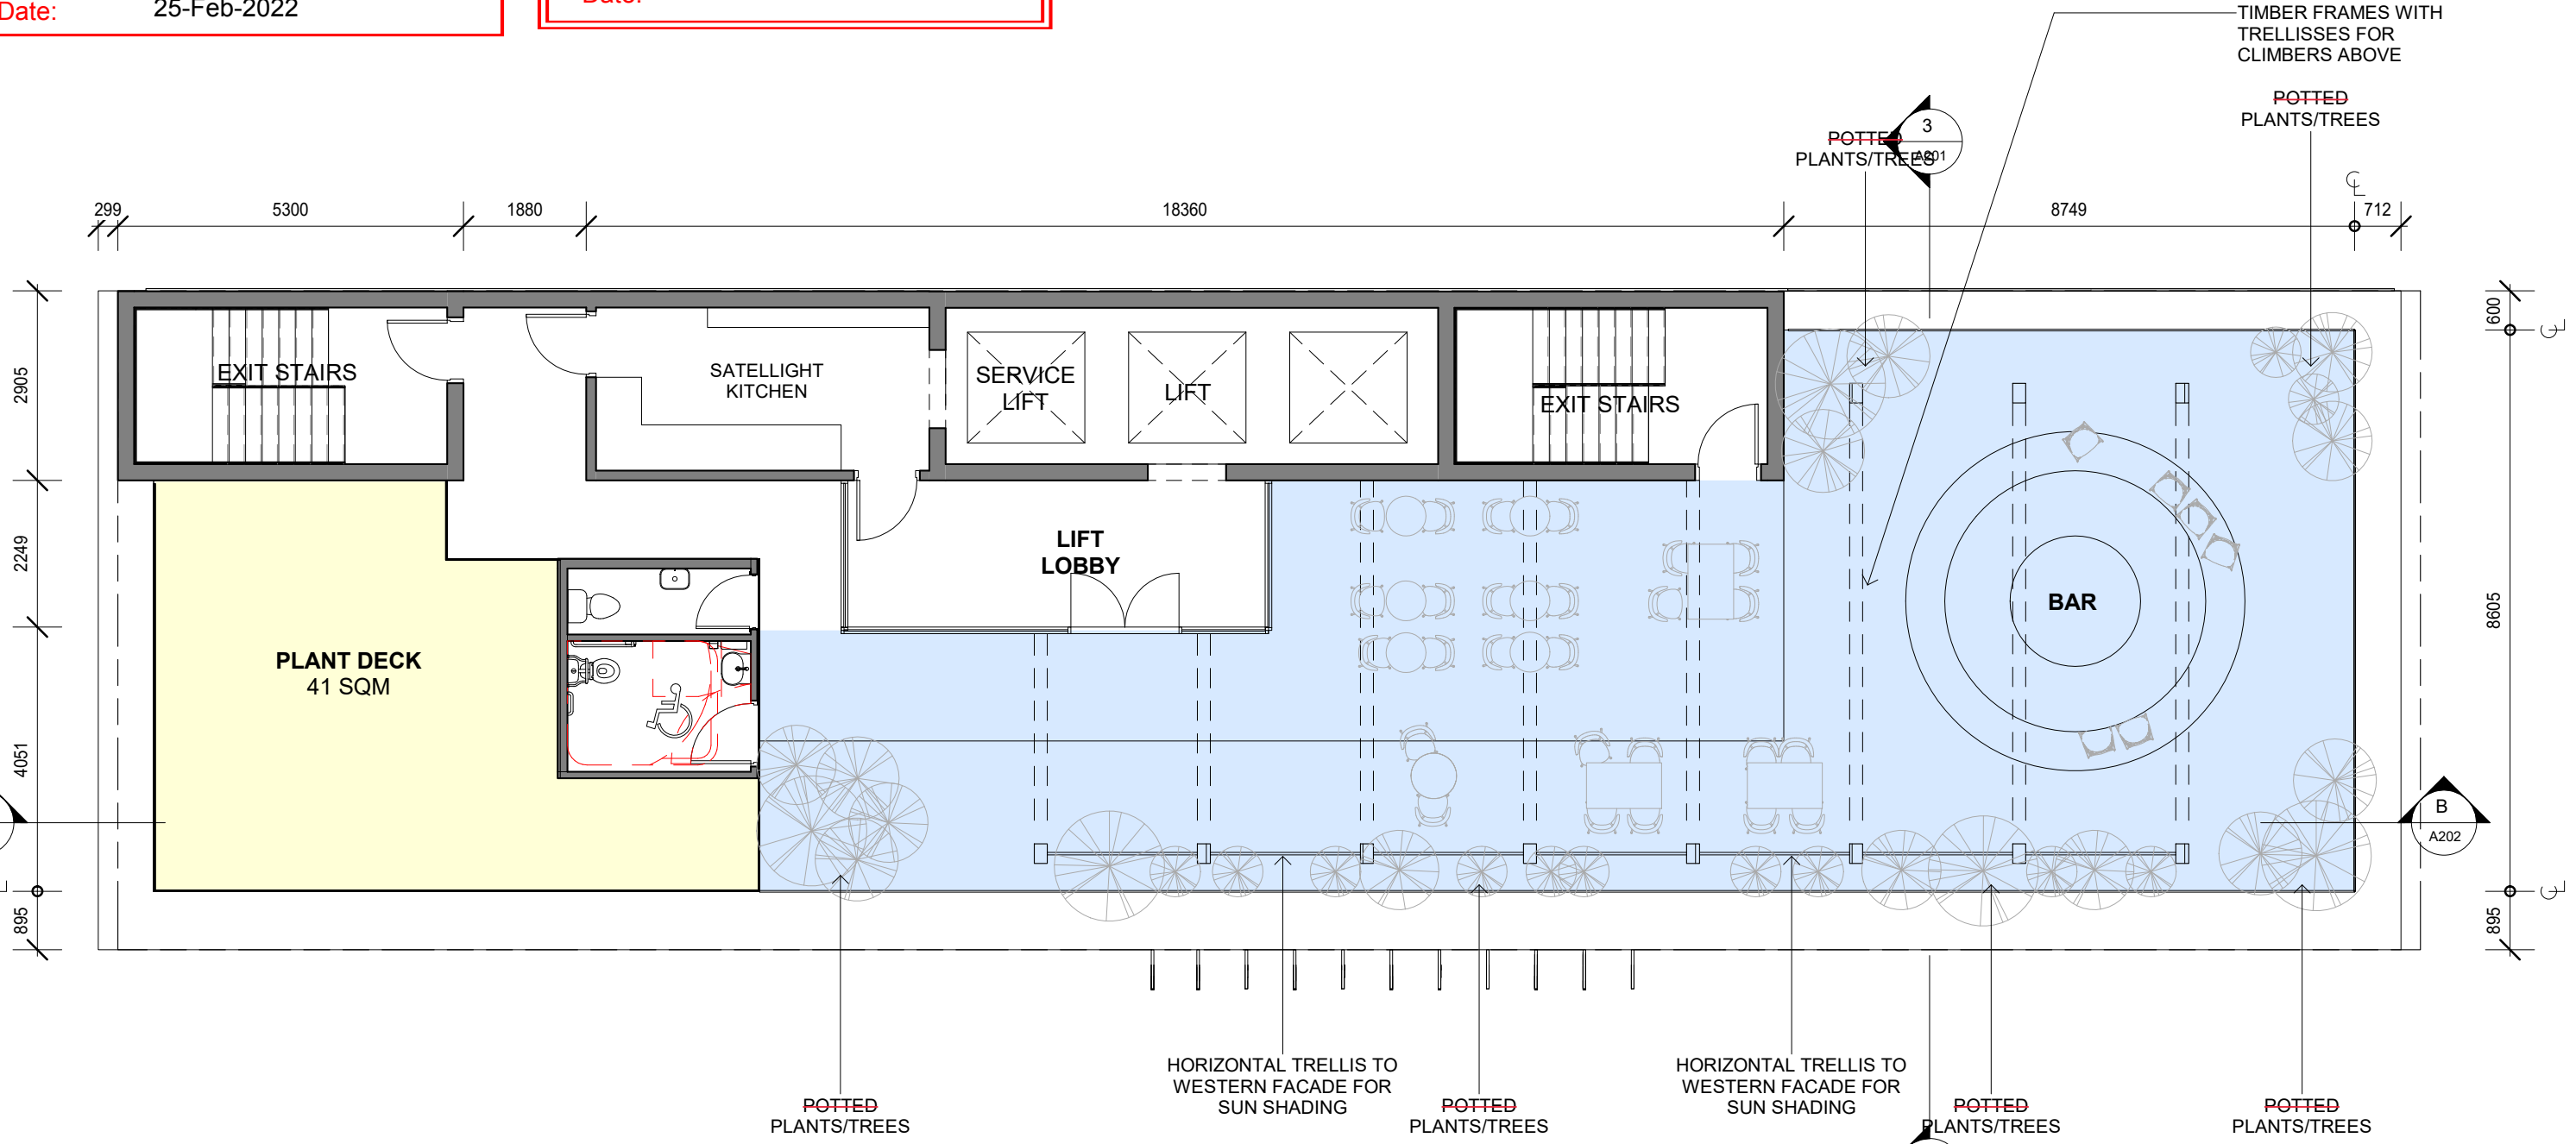 Date: 25-Feb-2022
Date:
TIMBER FRAMES WITH
TRELLISSES FOR
CLIMBERS ABOVE
POTTED
PLANTS/TREES
POTTED
PLANTS/TREES
3
A201
299 5300 1880 18360 8749 712
2905
2249
4051
895
600
8605
895
EXIT STAIRS
SATELLIGHT
KITCHEN
SERVICE
LIFT
LIFT
EXIT STAIRS
LIFT
LOBBY
BAR
PLANT DECK
41 SQM
B
A202
HORIZONTAL TRELLIS TO
WESTERN FACADE FOR
SUN SHADING
HORIZONTAL TRELLIS TO
WESTERN FACADE FOR
SUN SHADING
POTTED
PLANTS/TREES
POTTED
PLANTS/TREES
POTTED
PLANTS/TREES
POTTED
PLANTS/TREES